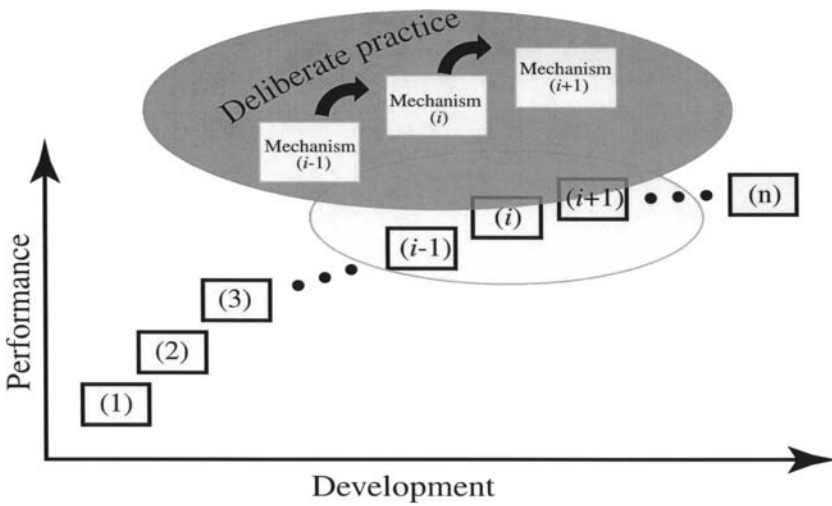 Deliberate practice
Mechanism
(i+1)
Mechanism
(i)
Mechanism
(i-1)
(n)
(i+1)
(i)
(i-1)
(3)
(2)
(1)
Performance
Development